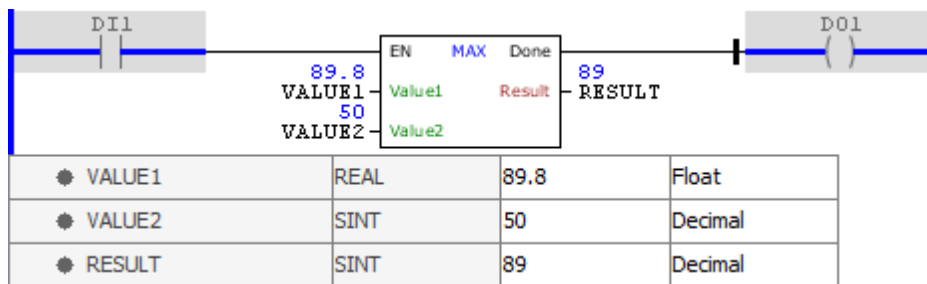 DI1 DO1
EN MAX Done
89.8 89
VALUE1 Value1 Result RESULT
50
VALUE2 Value2
VALUE1 REAL 89.8 Float
VALUE2 SINT 50 Decimal
RESULT SINT 89 Decimal